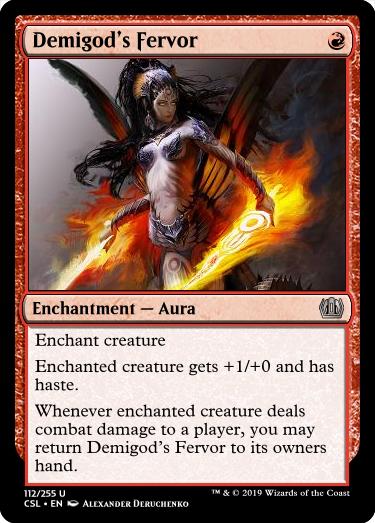 Demigod's Fervor
Enchantment — Aura
Enchant creature
Enchanted creature gets +1/+0 and has
haste.
Whenever enchanted creature deals
combat damage to a player, you may
return Demigod's Fervor to its owners
hand.
112/255 U
™ & © 2019 Wizards of the Coast
CSL • EN Alexander Deruchenko